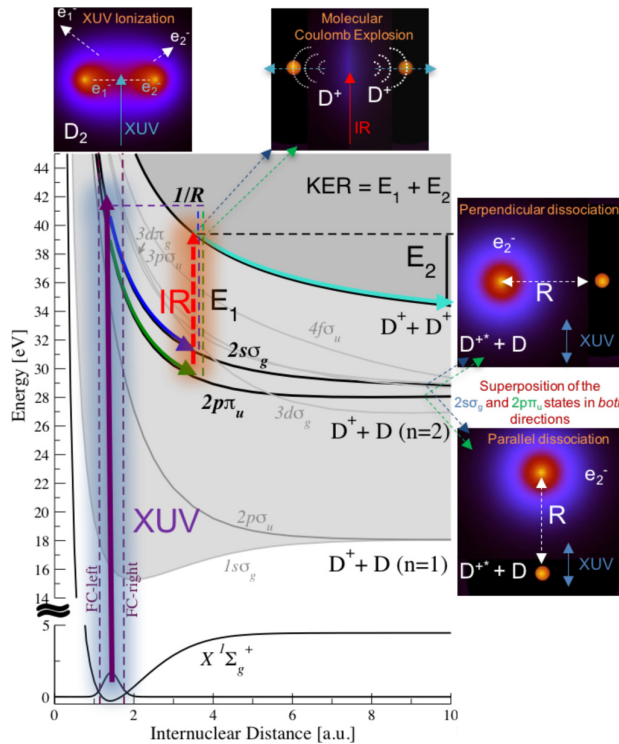 XUV Ionization
e1-
e2-
e1- e2-
D2
XUV
Molecular
Coulomb Explosion
D+ D+
IR
Energy [eV]
44
42
40
38
36
34
32
30
28
26
24
22
20
18
16
14
5
0
1/R
KER = E1 + E2
3dπg
3pσu
IR
E1
E2
D+ + D+
4fσu
2sσg
2pπu
3dσg
D+ + D (n=2)
XUV
2pσu
D+ + D (n=1)
1sσg
FC-left
FC-right
X 1Σg+
0 2 4 6 8 10
Internuclear Distance [a.u.]
Perpendicular dissociation
e2-
R
D+* + D
XUV
Superposition of the
2sσg and 2pπu states in both
directions
Parallel dissociation
e2-
R
D+* + D
XUV